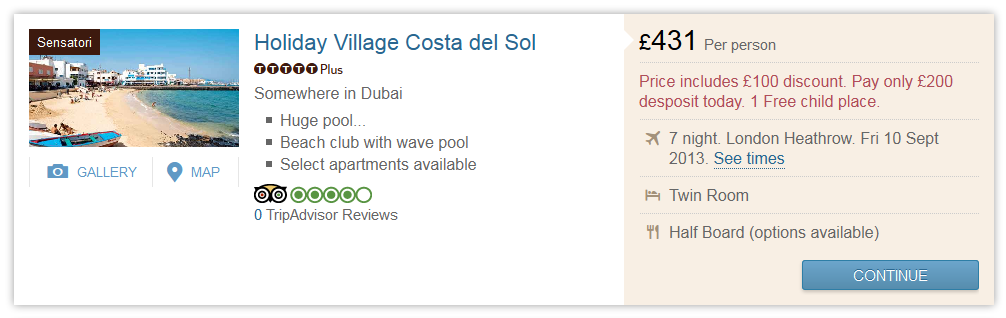 Sensatori
Holiday Village Costa del Sol
TTTTT Plus
Somewhere in Dubai
Huge pool...
Beach club with wave pool
Select apartments available
GALLERY
MAP
0 TripAdvisor Reviews
£431 Per person
Price includes £100 discount. Pay only £200
desposit today. 1 Free child place.
7 night. London Heathrow. Fri 10 Sept
2013. See times
Twin Room
Half Board (options available)
CONTINUE